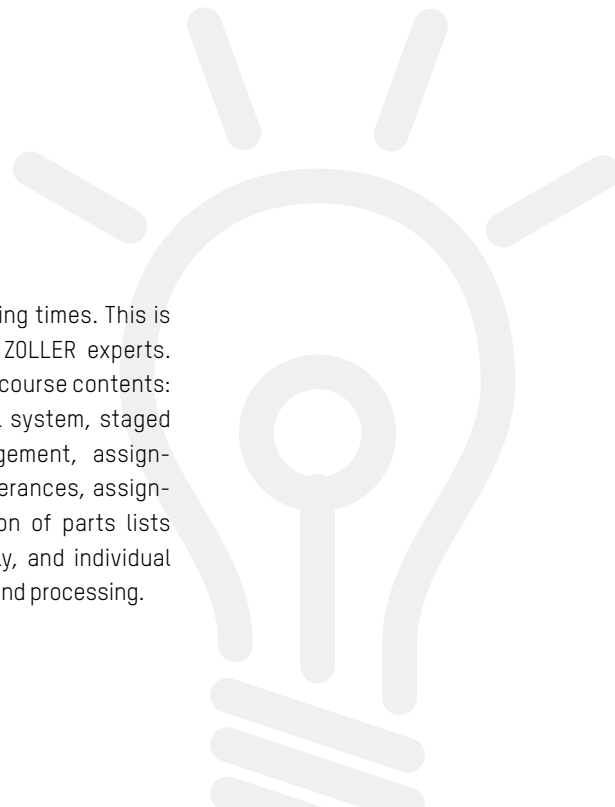 ing times. This is
ZOLLER experts.
course contents:
system, staged
gement, assign-
erances, assign-
on of parts lists
ly, and individual
nd processing.